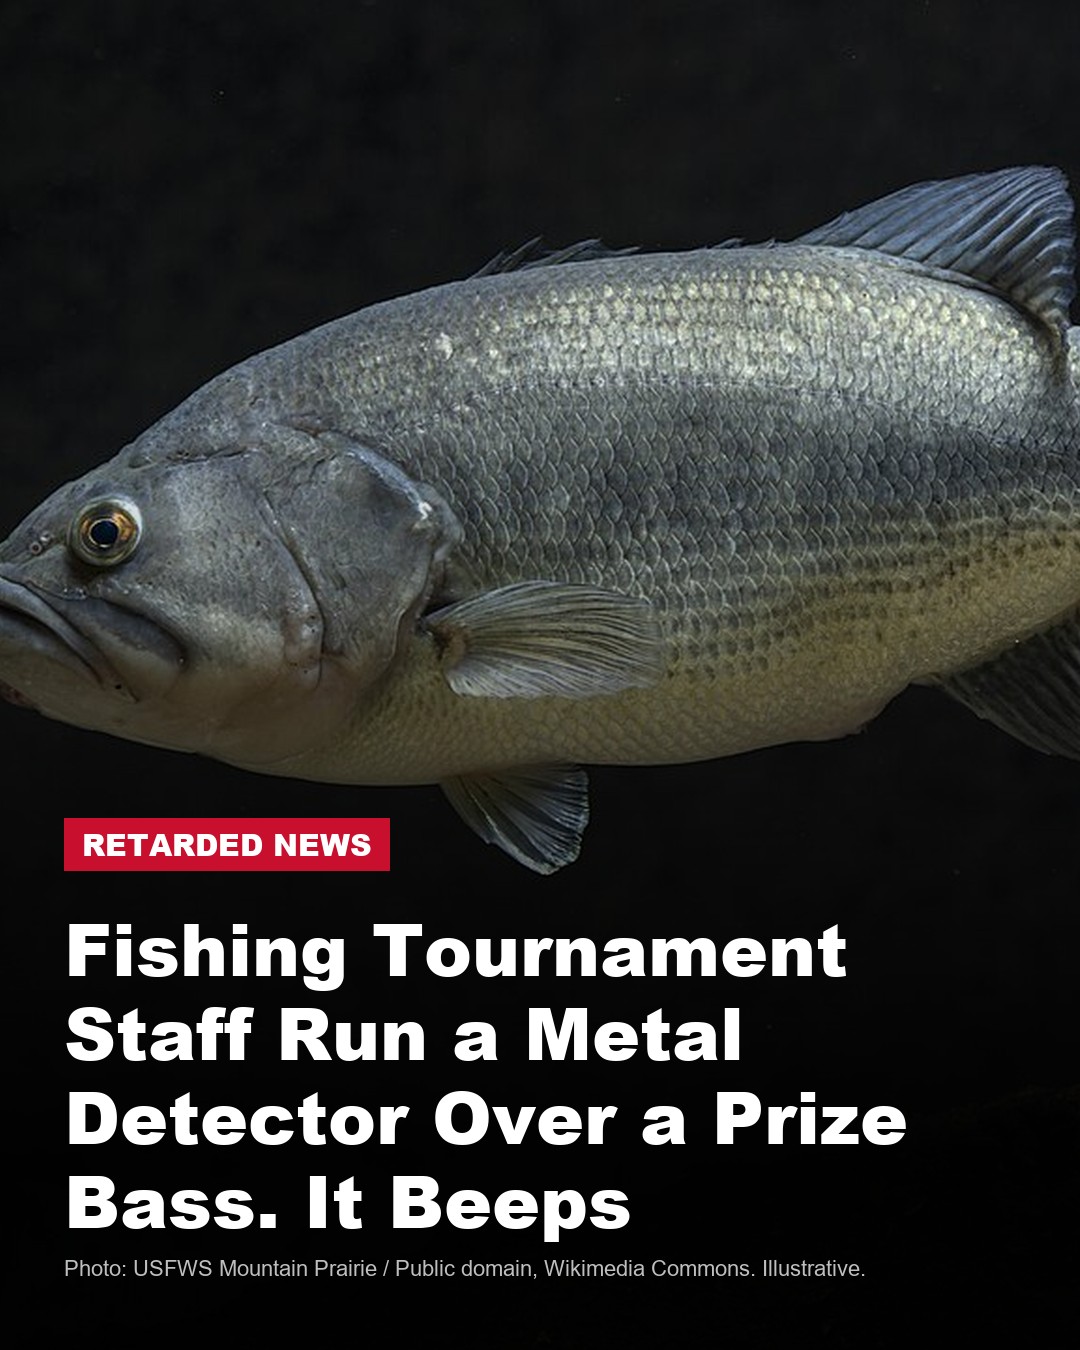 RETARDED NEWS
Fishing Tournament
Staff Run a Metal
Detector Over a Prize
Bass. It Beeps
Photo: USFWS Mountain Prairie / Public domain, Wikimedia Commons. Illustrative.